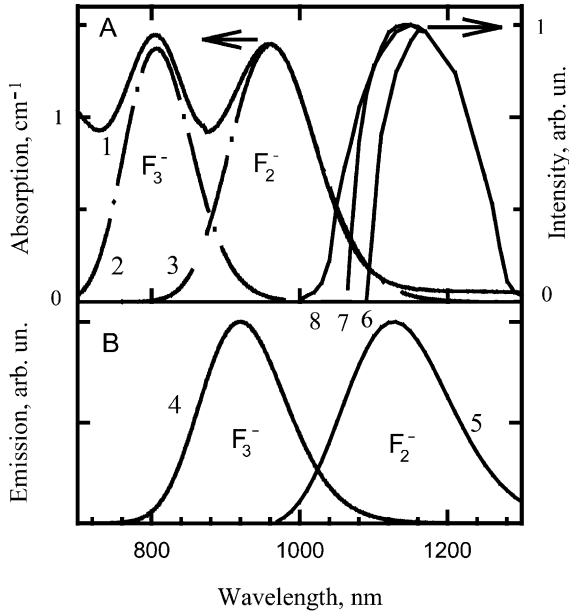 A
1
1
Absorption, cm⁻¹
Intensity, arb. un.
1
F₃⁻
F₂⁻
2
3
0
0
8
7
6
B
Emission, arb. un.
4
5
F₃⁻
F₂⁻
800
1000
1200
Wavelength, nm